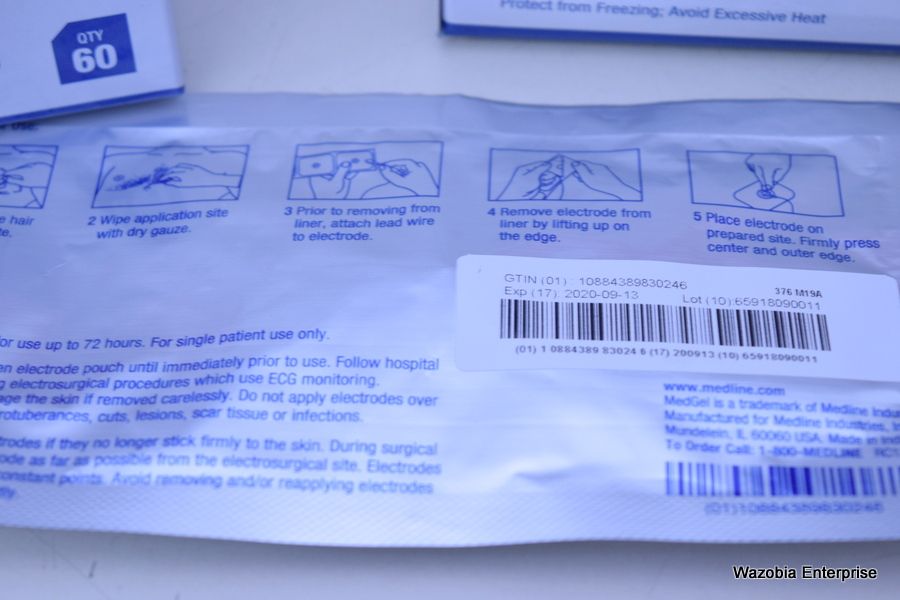 Protect from Freezing; Avoid Excessive Heat
QTY
60
use.
hair
2 Wipe application site
with dry gauze.
3 Prior to removing from
liner, attach lead wire
to electrode.
4 Remove electrode from
liner by lifting up on
the edge.
5 Place electrode on
prepared site. Firmly press
center and outer edge.
GTIN (01) : 10884389830246
376 M19A
Exp (17) 2020-09-13
Lot (10):65918090011
(01) 1 0884389 83024 6 (17) 200913 (10) 65918090011
or use up to 72 hours. For single patient use only.
en electrode pouch until immediately prior to use. Follow hospital
g electrosurgical procedures which use ECG monitoring.
age the skin if removed carelessly. Do not apply electrodes over
rotuberances, cuts, lesions, scar tissue or infections.
trodes if they no longer stick firmly to the skin. During surgical
ode as far as possible from the electrosurgical site. Electrodes
constant points. Avoid removing and/or reapplying electrodes
www.medline.com
MedGel is a trademark of Medline Indu
Manufactured for Medline Industries, In
Mundelein, IL 60060 USA. Made in Ind
To Order Call: 1-800-MEDLINE
(01)10884389830246
Wazobia Enterprise